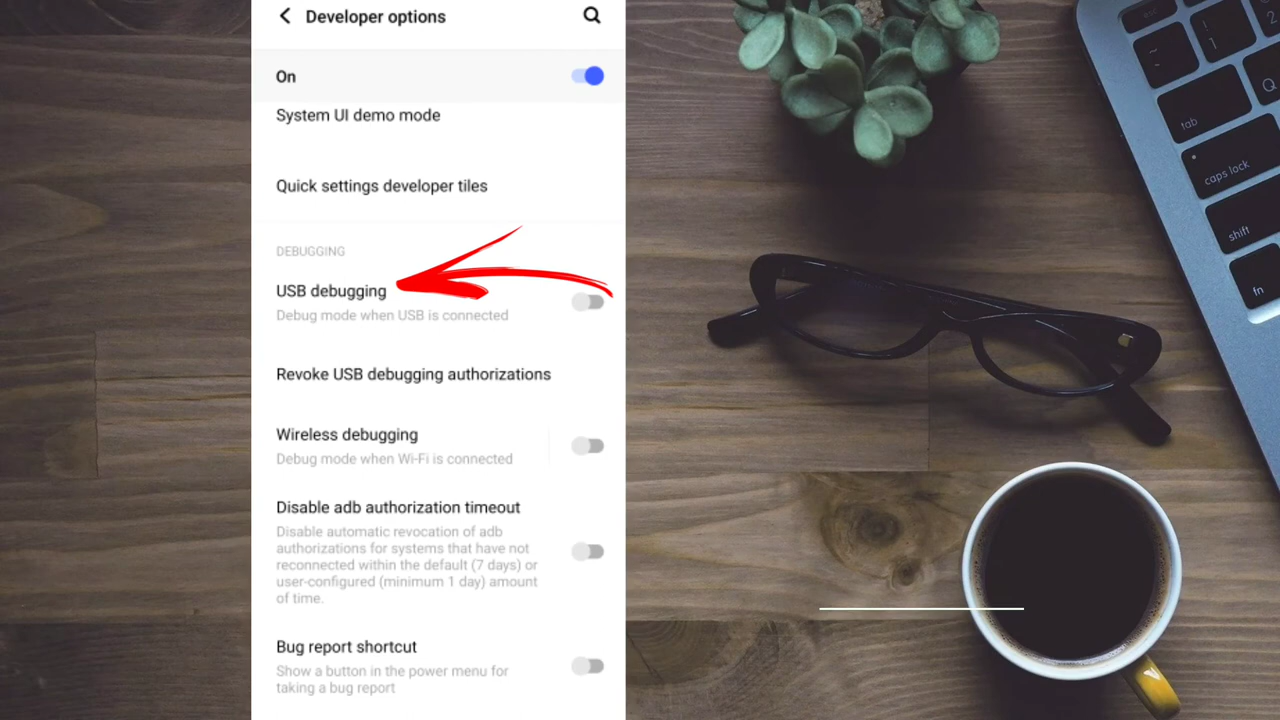 Developer options
On
System UI demo mode
Quick settings developer tiles
DEBUGGING
USB debugging
Debug mode when USB is connected
Revoke USB debugging authorizations
Wireless debugging
Debug mode when Wi-Fi is connected
Disable adb authorization timeout
Disable automatic revocation of adb
authorizations for systems that have not
reconnected within the default (7 days) or
user-configured (minimum 1 day) amount
of time.
Bug report shortcut
Show a button in the power menu for
taking a bug report
esc
~
!
1
2
Q
tab
caps lock
shift
fn